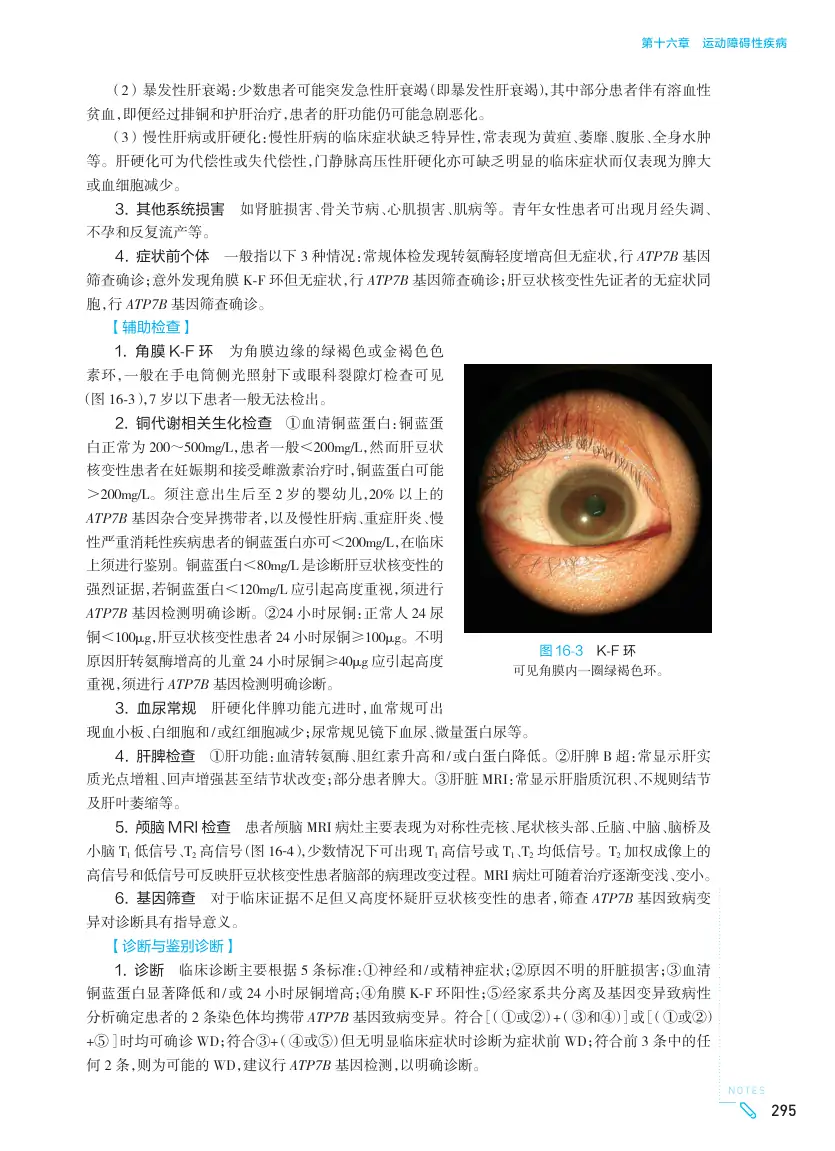 第十六章 运动障碍性疾病
（2）暴发性肝衰竭：少数患者可能突发急性肝衰竭（即暴发性肝衰竭），其中部分患者伴有溶血性
贫血，即便经过排铜和护肝治疗，患者的肝功能仍可能急剧恶化。
（3）慢性肝病或肝硬化：慢性肝病的临床症状缺乏特异性，常表现为黄疸、萎靡、腹胀、全身水肿
等。肝硬化可为代偿性或失代偿性，门静脉高压性肝硬化亦可缺乏明显的临床症状而仅表现为脾大
或血细胞减少。
3. 其他系统损害 如肾脏损害、骨关节病、心肌损害、肌病等。青年女性患者可出现月经失调、
不孕和反复流产等。
4. 症状前个体 一般指以下 3 种情况：常规体检发现转氨酶轻度增高但无症状，行 ATP7B 基因
筛查确诊；意外发现角膜 K-F 环但无症状，行 ATP7B 基因筛查确诊；肝豆状核变性先证者的无症状同
胞，行 ATP7B 基因筛查确诊。
【辅助检查】
1. 角膜 K-F 环 为角膜边缘的绿褐色或金褐色色
素环，一般在手电筒侧光照射下或眼科裂隙灯检查可见
（图 16-3），7 岁以下患者一般无法检出。
2. 铜代谢相关生化检查 ①血清铜蓝蛋白：铜蓝蛋
白正常为 200～500mg/L，患者一般＜200mg/L，然而肝豆状
核变性患者在妊娠期和接受雌激素治疗时，铜蓝蛋白可能
＞200mg/L。须注意出生后至 2 岁的婴幼儿，20% 以上的
ATP7B 基因杂合变异携带者，以及慢性肝病、重症肝炎、慢
性严重消耗性疾病患者的铜蓝蛋白亦可＜200mg/L，在临床
上须进行鉴别。铜蓝蛋白＜80mg/L 是诊断肝豆状核变性的
强烈证据，若铜蓝蛋白＜120mg/L 应引起高度重视，须进行
ATP7B 基因检测明确诊断。②24 小时尿铜：正常人 24 尿
铜＜100μg，肝豆状核变性患者 24 小时尿铜≥100μg。不明
原因肝转氨酶增高的儿童 24 小时尿铜≥40μg 应引起高度
重视，须进行 ATP7B 基因检测明确诊断。
图 16-3 K-F 环
可见角膜内一圈绿褐色环。
3. 血尿常规 肝硬化伴脾功能亢进时，血常规可出
现血小板、白细胞和/或红细胞减少；尿常规见镜下血尿、微量蛋白尿等。
4. 肝脾检查 ①肝功能：血清转氨酶、胆红素升高和/或白蛋白降低。②肝脾 B 超：常显示肝实
质光点增粗、回声增强甚至结节状改变；部分患者脾大。③肝脏 MRI：常显示肝脂质沉积、不规则结节
及肝叶萎缩等。
5. 颅脑 MRI 检查 患者颅脑 MRI 病灶主要表现为对称性壳核、尾状核头部、丘脑、中脑、脑桥及
小脑 T₁ 低信号、T₂ 高信号（图 16-4），少数情况下可出现 T₁ 高信号或 T₁、T₂ 均低信号。T₂ 加权成像上的
高信号和低信号可反映肝豆状核变性患者脑部的病理改变过程。MRI 病灶可随着治疗逐渐变浅、变小。
6. 基因筛查 对于临床证据不足但又高度怀疑肝豆状核变性的患者，筛查 ATP7B 基因致病变
异对诊断具有指导意义。
【诊断与鉴别诊断】
1. 诊断 临床诊断主要根据 5 条标准：①神经和/或精神症状；②原因不明的肝脏损害；③血清
铜蓝蛋白显著降低和/或 24 小时尿铜增高；④角膜 K-F 环阳性；⑤经家系共分离及基因变异致病性
分析确定患者的 2 条染色体均携带 ATP7B 基因致病变异。符合［（①或②）+（③和④）］或［（①或②）
+⑤］时均可确诊 WD；符合③+（④或⑤）但无明显临床症状时诊断为症状前 WD；符合前 3 条中的任
何 2 条，则为可能的 WD，建议行 ATP7B 基因检测，以明确诊断。
NOTES
295